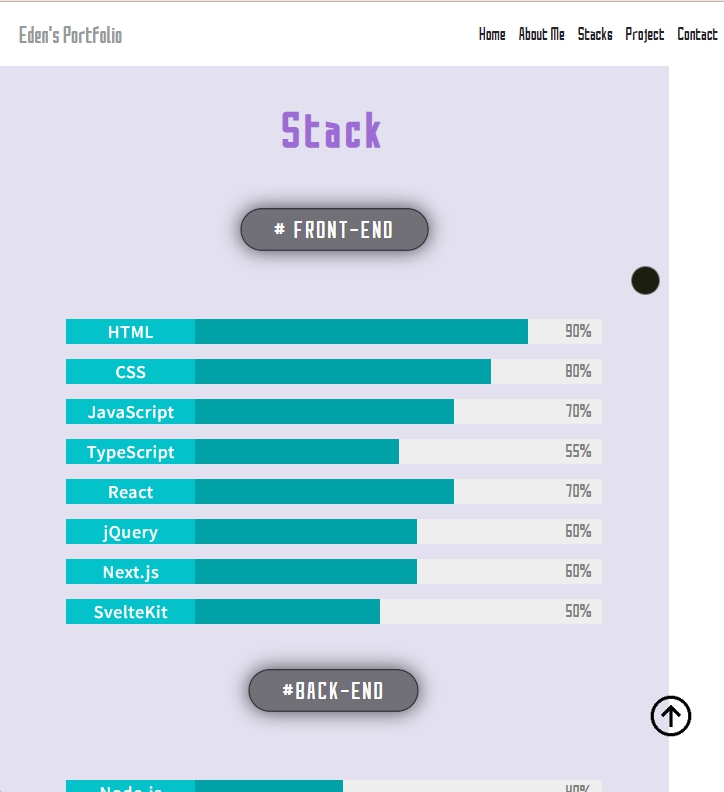 Eden's Portfolio
Home About Me Stacks Project Contact
Stack
# FRONT-END
HTML 90%
CSS 80%
JavaScript 70%
TypeScript 55%
React 70%
jQuery 60%
Next.js 60%
SvelteKit 50%
#BACK-END
Node.js 40%